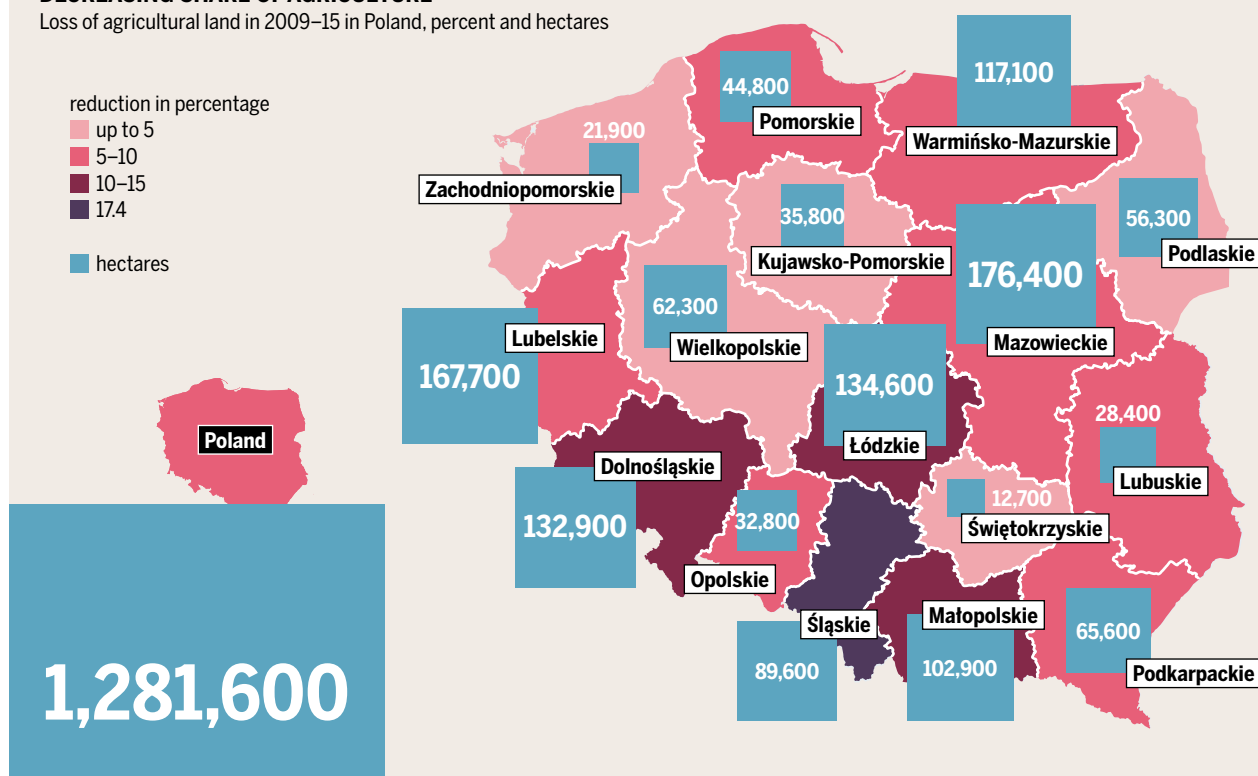 DECREASING SHARE OF AGRICULTURE
Loss of agricultural land in 2009–15 in Poland, percent and hectares
reduction in percentage
up to 5
5–10
10–15
17.4
hectares
Poland
1,281,600
44,800
Pomorskie
117,100
Warmińsko-Mazurskie
21,900
Zachodniopomorskie
35,800
Kujawsko-Pomorskie
56,300
Podlaskie
176,400
Mazowieckie
62,300
Wielkopolskie
Lubelskie
167,700
134,600
Łódzkie
28,400
Lubuskie
Dolnośląskie
132,900
32,800
Opolskie
12,700
Świętokrzyskie
Śląskie
89,600
Małopolskie
102,900
65,600
Podkarpackie